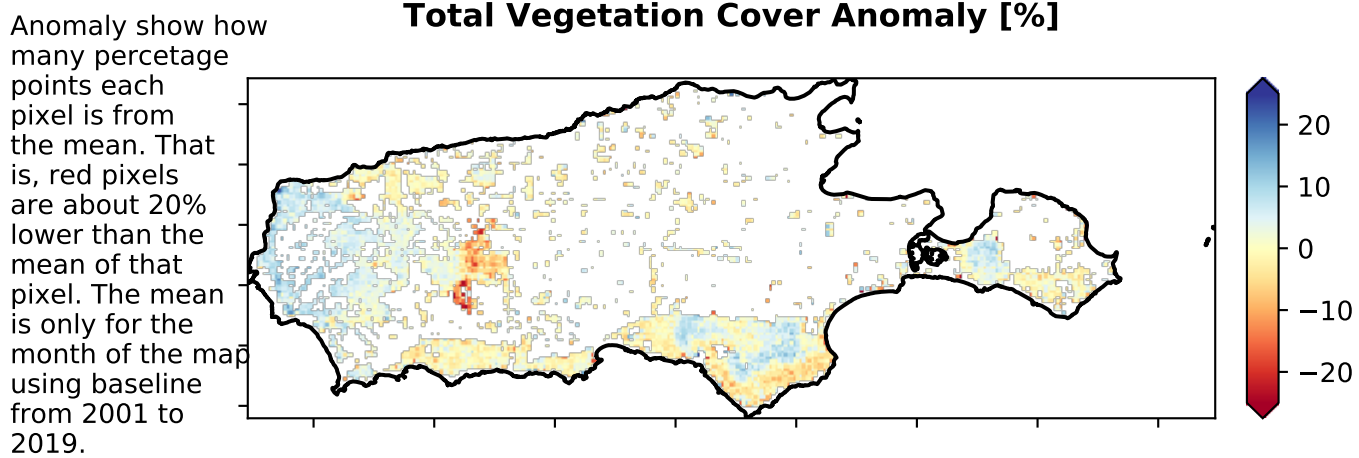 Total Vegetation Cover Anomaly [%]
Anomaly show how
many percetage
points each
pixel is from
the mean. That
is, red pixels
are about 20%
lower than the
mean of that
pixel. The mean
is only for the
month of the map
using baseline
from 2001 to
2019.
20
10
0
−10
−20